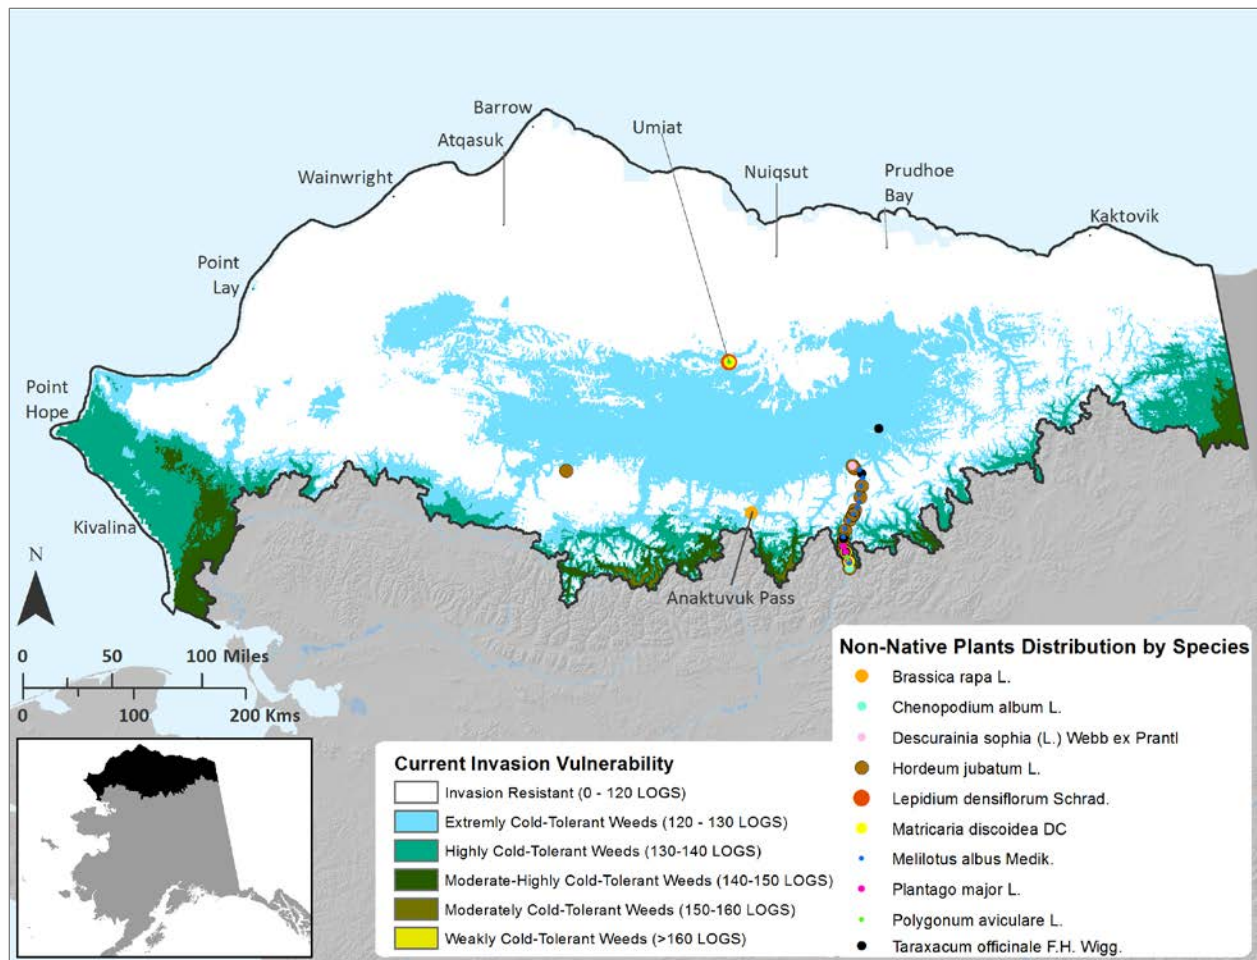 Barrow
Umiat
Atqasuk
Wainwright
Nuiqsut
Prudhoe
Bay
Kaktovik
Point
Lay
Point
Hope
Kivalina
Anaktuvuk Pass
N
0 50 100 Miles
0 100 200 Kms
Non-Native Plants Distribution by Species
Brassica rapa L.
Chenopodium album L.
Descurainia sophia (L.) Webb ex Prantl
Hordeum jubatum L.
Lepidium densiflorum Schrad.
Matricaria discoidea DC
Melilotus albus Medik.
Plantago major L.
Polygonum aviculare L.
Taraxacum officinale F.H. Wigg.
Current Invasion Vulnerability
Invasion Resistant (0 - 120 LOGS)
Extremly Cold-Tolerant Weeds (120 - 130 LOGS)
Highly Cold-Tolerant Weeds (130-140 LOGS)
Moderate-Highly Cold-Tolerant Weeds (140-150 LOGS)
Moderately Cold-Tolerant Weeds (150-160 LOGS)
Weakly Cold-Tolerant Weeds (>160 LOGS)